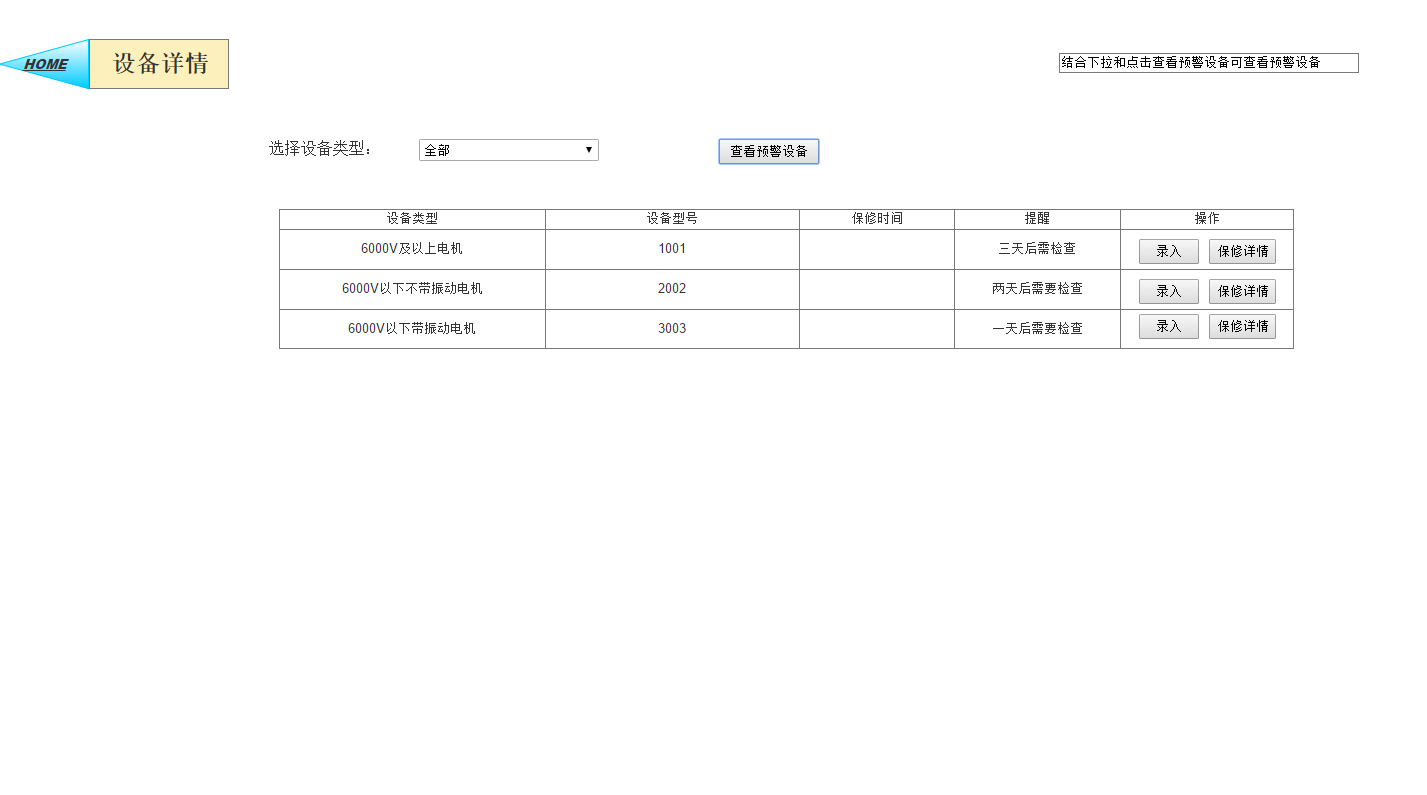 HOME
设备详情
结合下拉和点击查看预警设备可查看预警设备
选择设备类型：
全部
查看预警设备
设备类型 设备型号 保修时间 提醒 操作
6000V及以上电机 1001 三天后需检查 录入 保修详情
6000V以下不带振动电机 2002 两天后需要检查 录入 保修详情
6000V以下带振动电机 3003 一天后需要检查 录入 保修详情